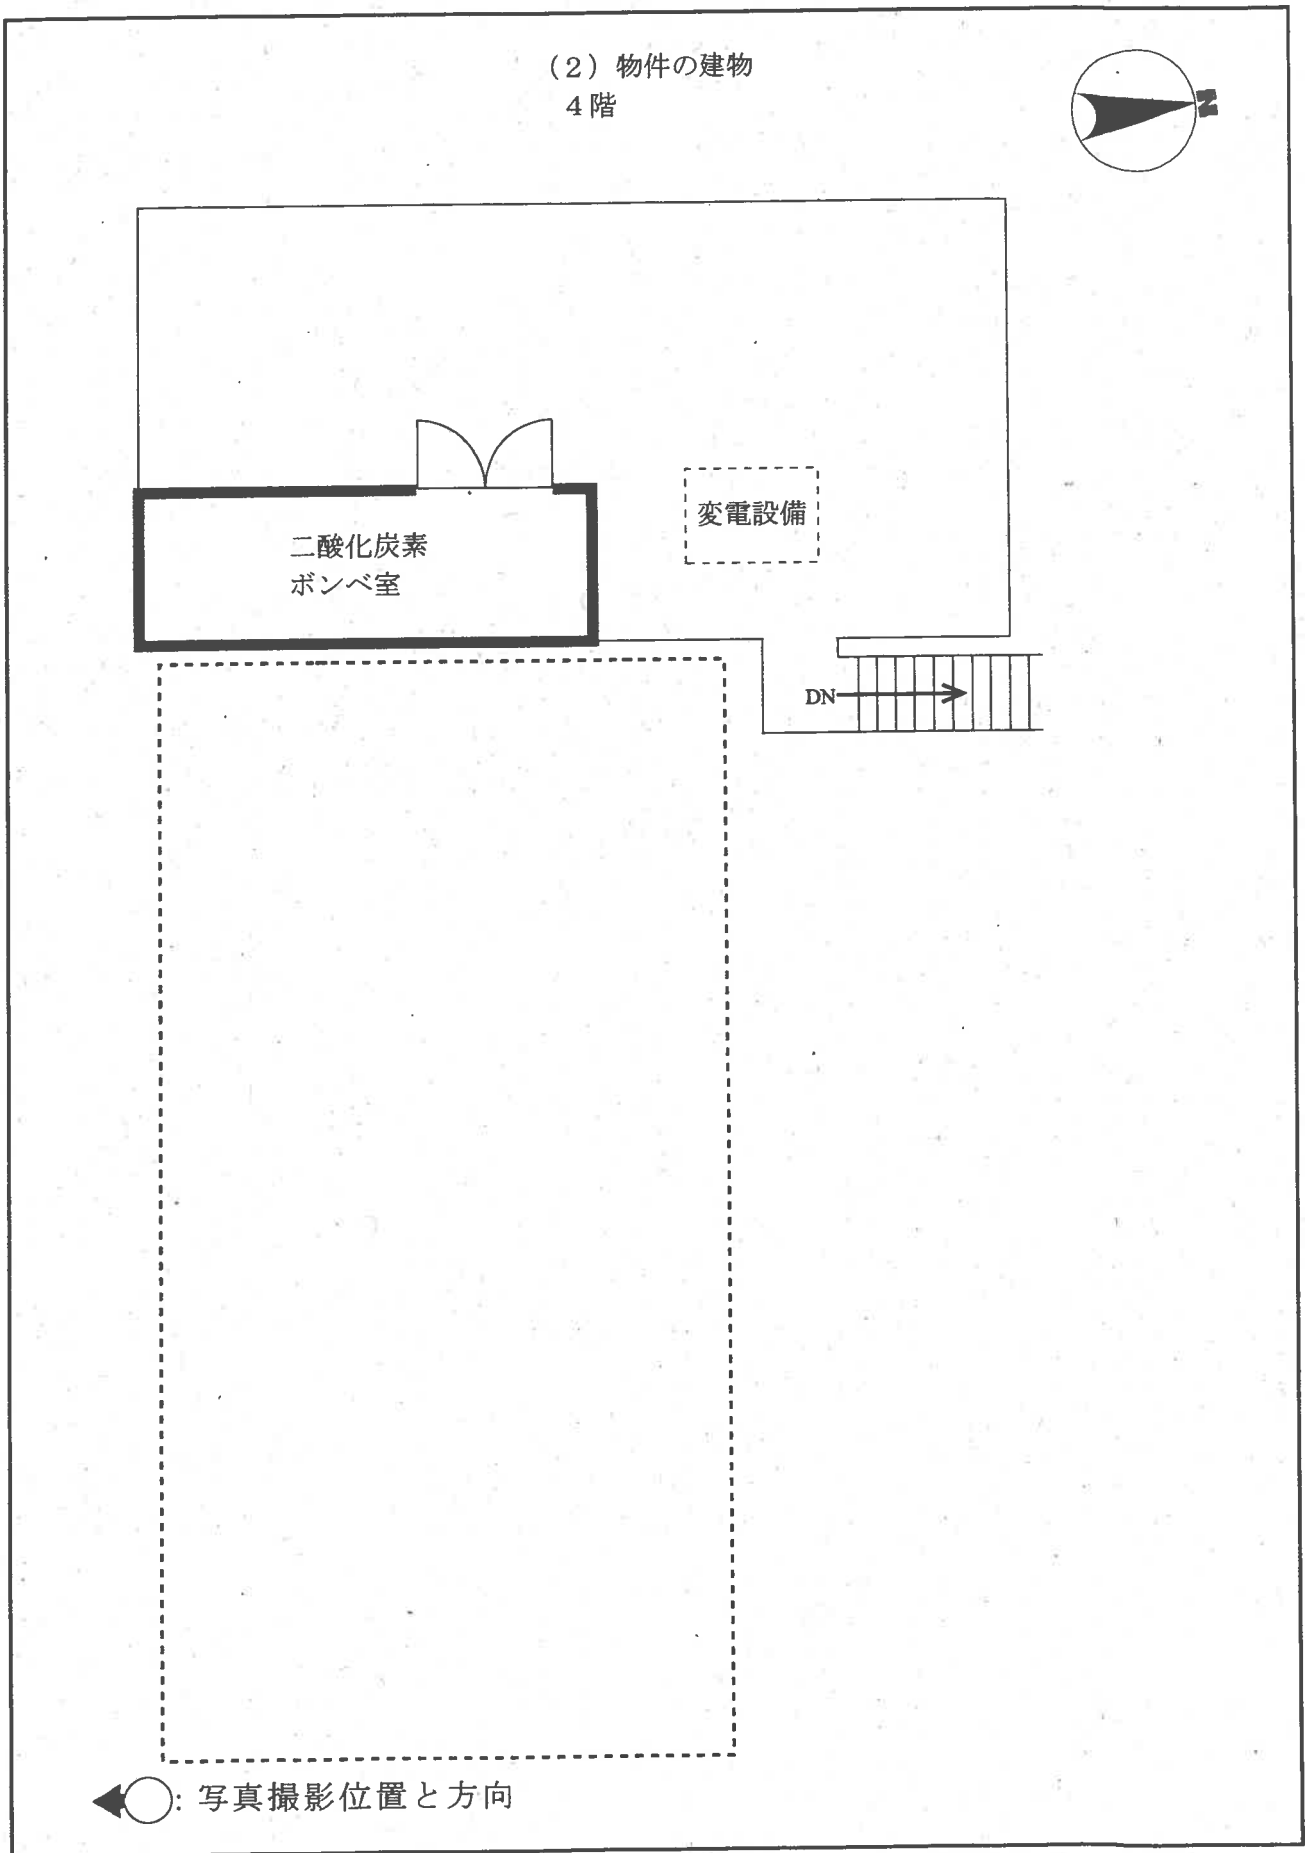 （2）物件の建物
4階
N
変電設備
二酸化炭素
ボンベ室
DN
：写真撮影位置と方向